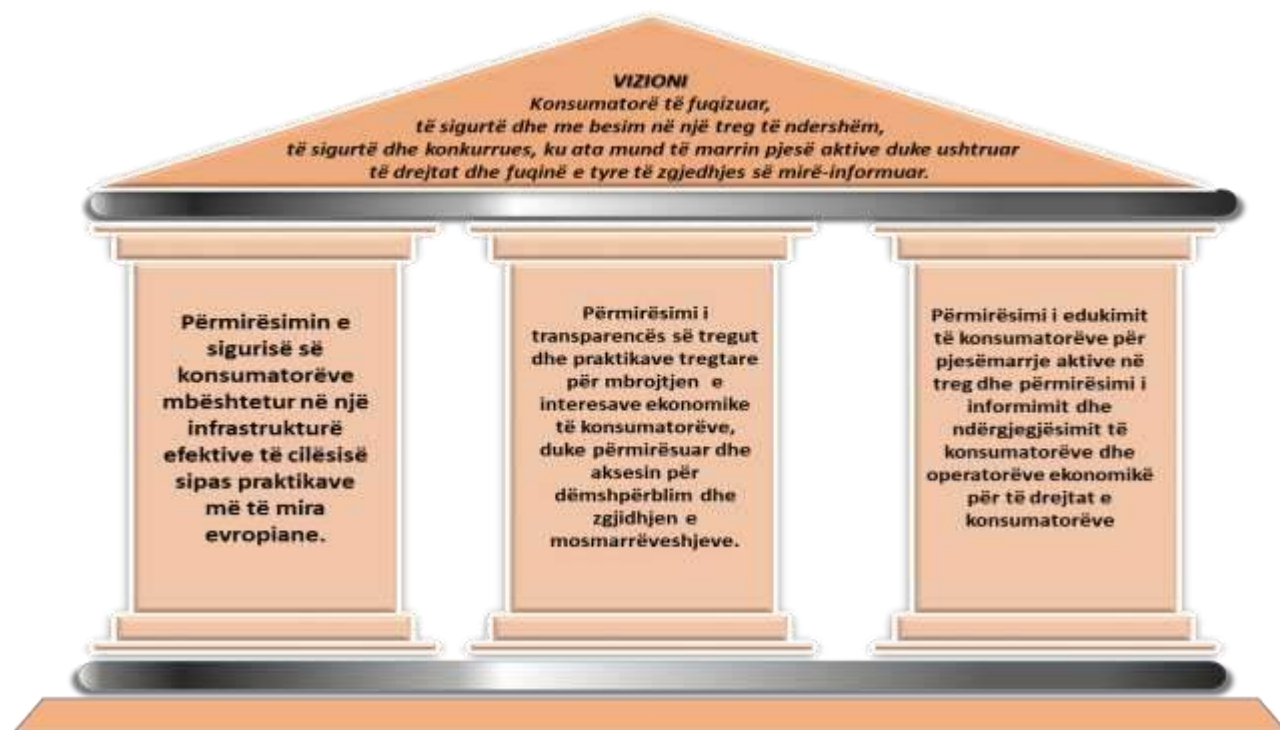 VIZIONI
Konsumatorë të fuqizuar,
të sigurtë dhe me besim në një treg të ndershëm,
të sigurtë dhe konkurrues, ku ata mund të marrin pjesë aktive duke ushtruar
të drejtat dhe fuqinë e tyre të zgjedhjes së mirë-informuar.
Përmirësimin e
sigurisë së
konsumatorëve
mbështetur në një
infrastrukturë
efektive të cilësisë
sipas praktikave
më të mira
evropiane.
Përmirësimi i
transparencës së tregut
dhe praktikave tregtare
për mbrojtjen e
interesave ekonomike
të konsumatorëve,
duke përmirësuar dhe
aksesin për
dëmshpërblim dhe
zgjidhjen e
mosmarrëveshjeve.
Përmirësimi i edukimit
të konsumatorëve për
pjesëmarrje aktive në
treg dhe përmirësimi i
informimit dhe
ndërgjegjësimit të
konsumatorëve dhe
operatorëve ekonomikë
për të drejtat e
konsumatorëve